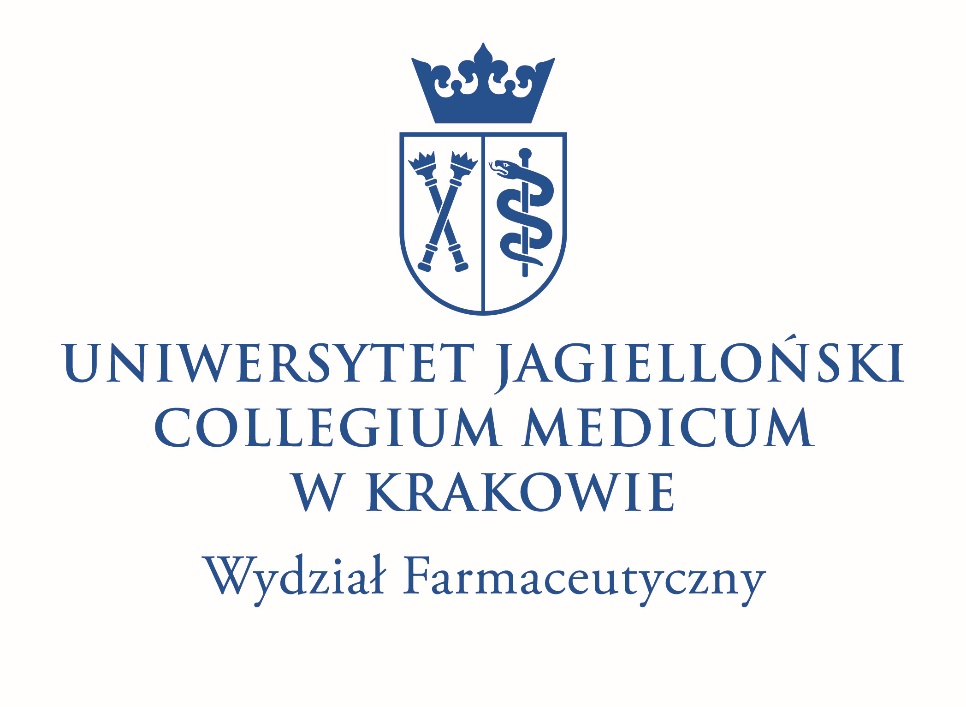 UNIWERSYTET JAGIELLOŃSKI
COLLEGIUM MEDICUM
W KRAKOWIE
Wydział Farmaceutyczny